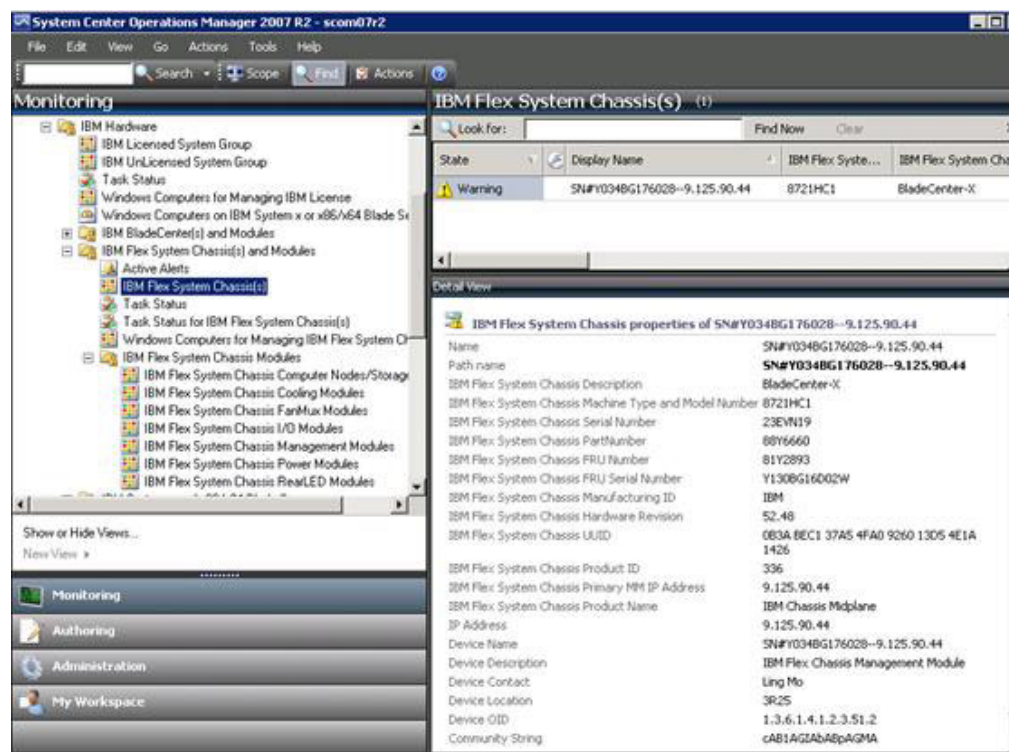 System Center Operations Manager 2007 R2 - scom07r2
File Edit View Go Actions Tools Help
Search Scope Find Actions
Monitoring
IBM Hardware
IBM Licensed System Group
IBM UnLicensed System Group
Task Status
Windows Computers for Managing IBM License
Windows Computers on IBM System x or x86/x64 Blade Se
IBM BladeCenter(s) and Modules
IBM Flex System Chassis(s) and Modules
Active Alerts
IBM Flex System Chassis(s)
Task Status
Task Status for IBM Flex System Chassis(s)
Windows Computers for Managing IBM Flex System Ch
IBM Flex System Chassis Modules
IBM Flex System Chassis Computer Nodes/Storage
IBM Flex System Chassis Cooling Modules
IBM Flex System Chassis FanMux Modules
IBM Flex System Chassis I/O Modules
IBM Flex System Chassis Management Modules
IBM Flex System Chassis Power Modules
IBM Flex System Chassis RearLED Modules
Show or Hide Views...
New View
Monitoring
Authoring
Administration
My Workspace
IBM Flex System Chassis(s) (1)
Look for: Find Now Clear
State Display Name IBM Flex Syste... IBM Flex System Cha
Warning SN#Y034BG176028--9.125.90.44 8721HC1 BladeCenter-X
Detail View
IBM Flex System Chassis properties of SN#Y034BG176028--9.125.90.44
Name SN#Y034BG176028--9.125.90.44
Path name SN#Y034BG176028--9.125.90.44
IBM Flex System Chassis Description BladeCenter-X
IBM Flex System Chassis Machine Type and Model Number 8721HC1
IBM Flex System Chassis Serial Number 23EVN19
IBM Flex System Chassis PartNumber 88Y6660
IBM Flex System Chassis FRU Number 81Y2893
IBM Flex System Chassis FRU Serial Number Y130BG16D02W
IBM Flex System Chassis Manufacturing ID IBM
IBM Flex System Chassis Hardware Revision 52.48
IBM Flex System Chassis UUID 0B3A BEC1 37A5 4FA0 9260 13D5 4E1A
1426
IBM Flex System Chassis Product ID 336
IBM Flex System Chassis Primary MM IP Address 9.125.90.44
IBM Flex System Chassis Product Name IBM Chassis Midplane
IP Address 9.125.90.44
Device Name SN#Y034BG176028--9.125.90.44
Device Description IBM Flex Chassis Management Module
Device Contact Ling Mo
Device Location 3R25
Device OID 1.3.6.1.4.1.2.3.51.2
Community String cAB1AGIAbABpAGMA